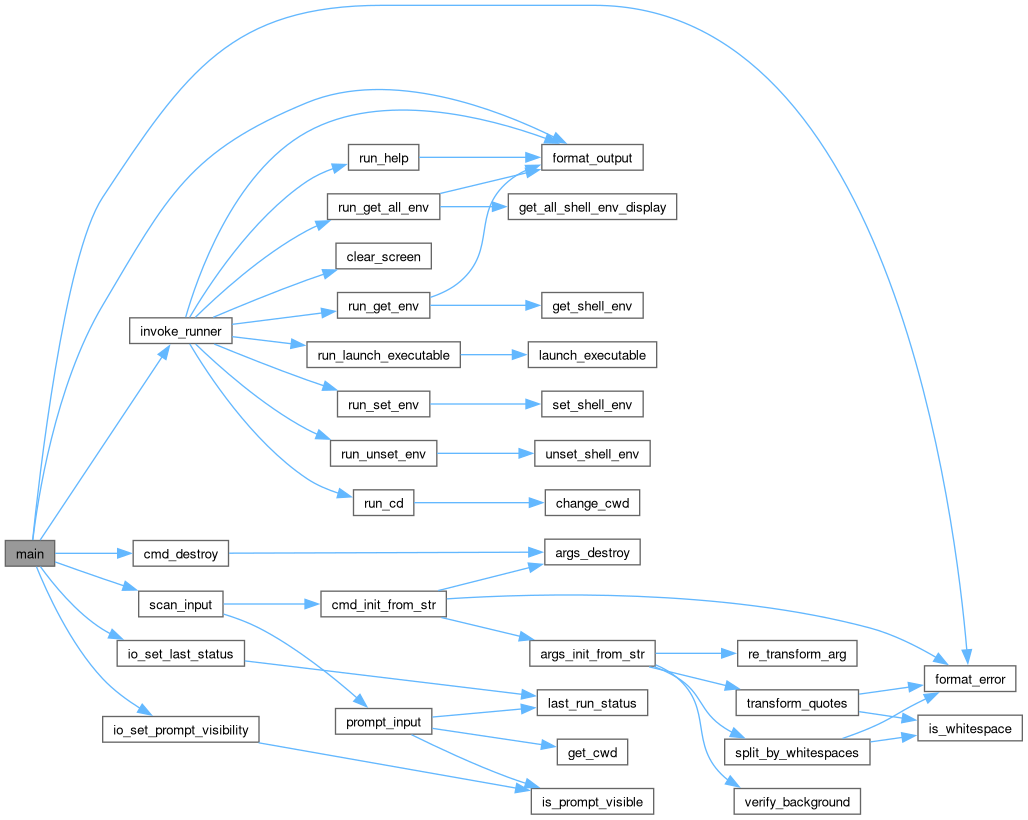 main
invoke_runner
cmd_destroy
scan_input
io_set_last_status
io_set_prompt_visibility
run_help
run_get_all_env
clear_screen
run_get_env
run_launch_executable
run_set_env
run_unset_env
run_cd
cmd_init_from_str
prompt_input
format_output
get_all_shell_env_display
get_shell_env
launch_executable
set_shell_env
unset_shell_env
change_cwd
args_destroy
args_init_from_str
last_run_status
get_cwd
is_prompt_visible
re_transform_arg
transform_quotes
split_by_whitespaces
verify_background
format_error
is_whitespace